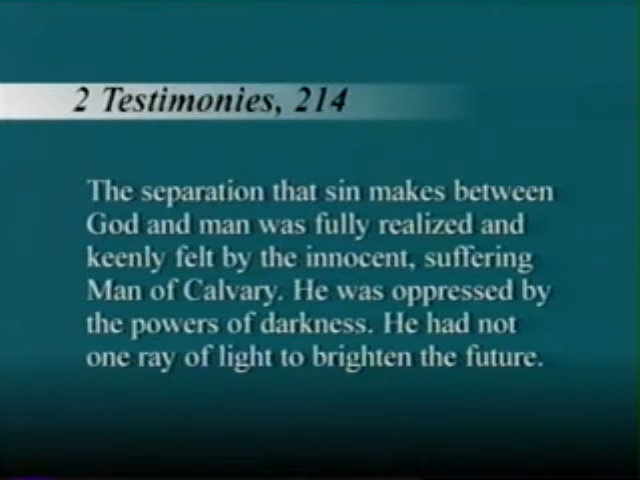 2 Testimonies, 214
The separation that sin makes between
God and man was fully realized and
keenly felt by the innocent, suffering
Man of Calvary. He was oppressed by
the powers of darkness. He had not
one ray of light to brighten the future.